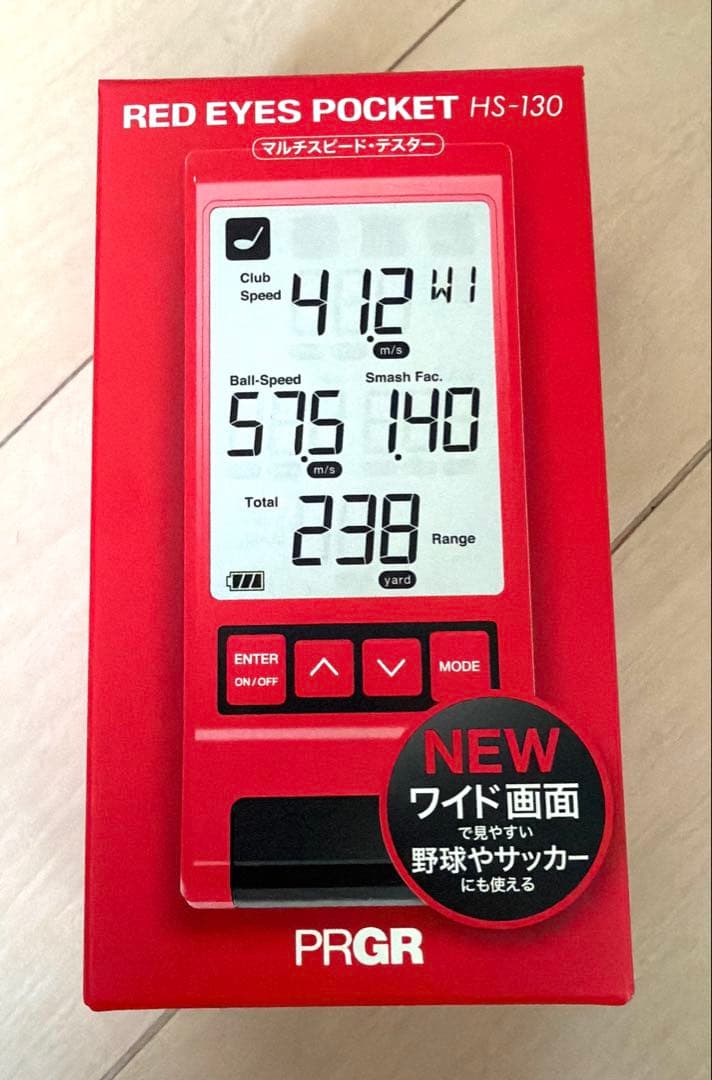 RED EYES POCKET HS-130
マルチスピード・テスター
Club
Speed
41.2 W1
m/s
Ball-Speed Smash Fac.
57.5 1.40
m/s
Total
238 Range
yard
ENTER
ON/OFF
MODE
NEW
ワイド画面
で見やすい
野球やサッカー
にも使える
PRGR